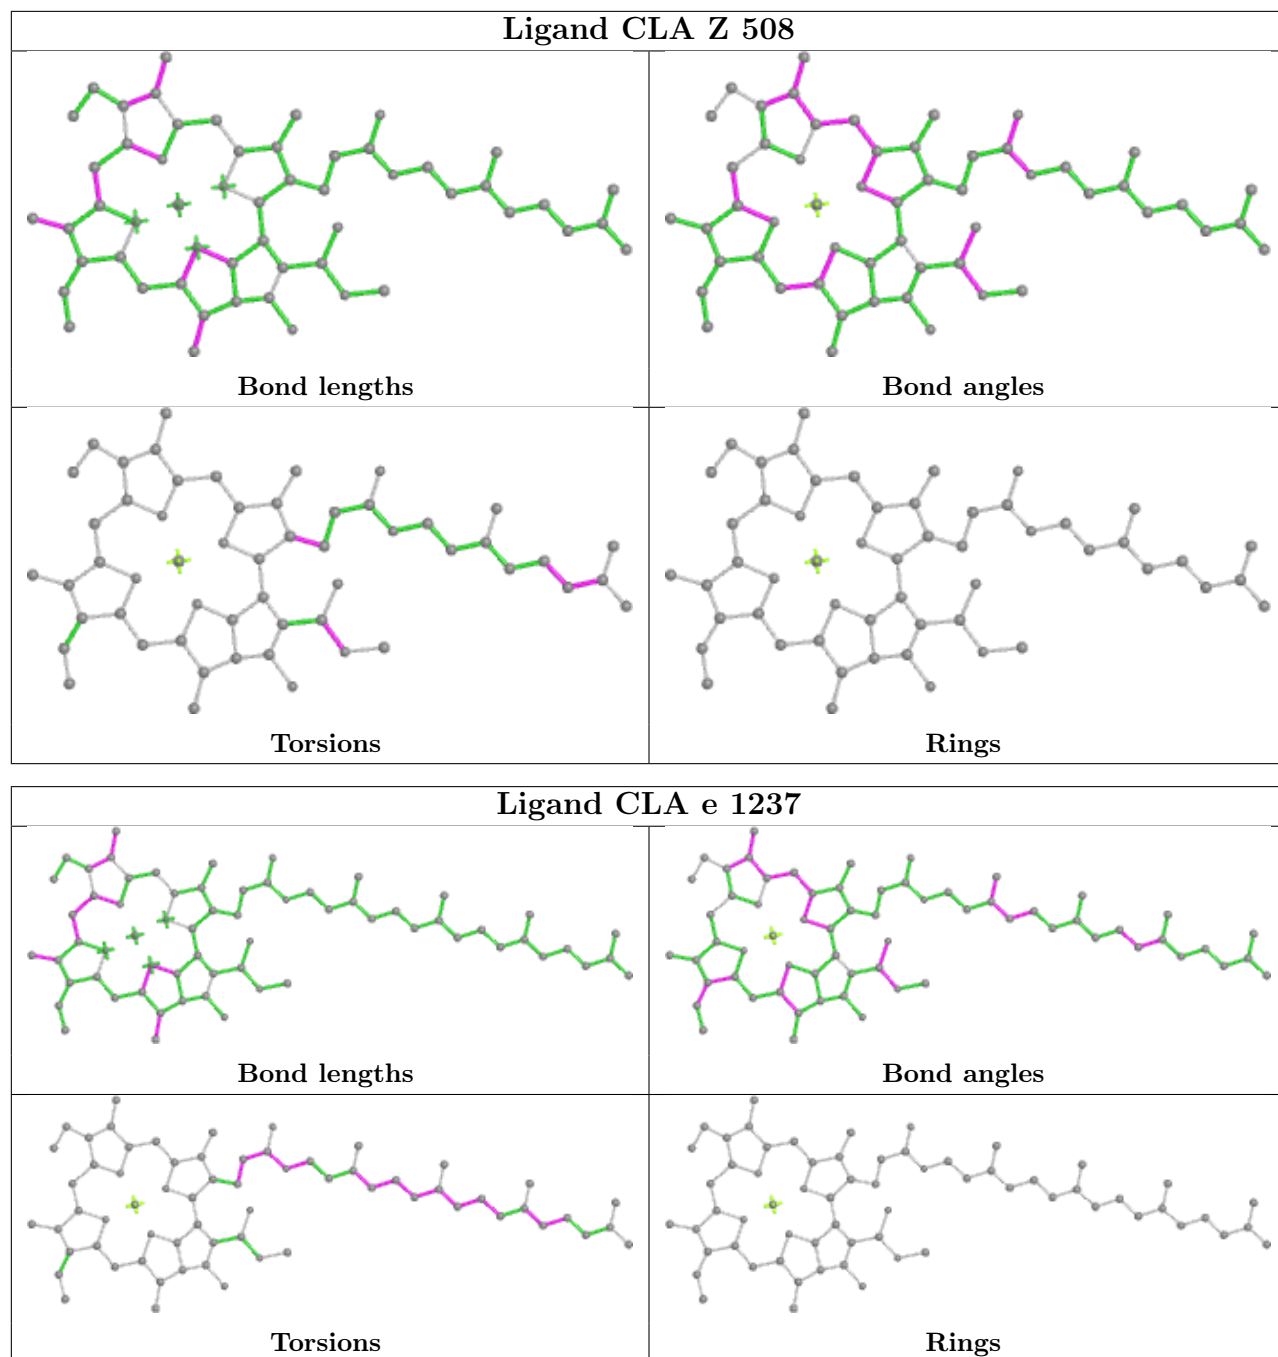 Ligand CLA Z 508
Bond lengths
Bond angles
Torsions
Rings
Ligand CLA e 1237
Bond lengths
Bond angles
Torsions
Rings